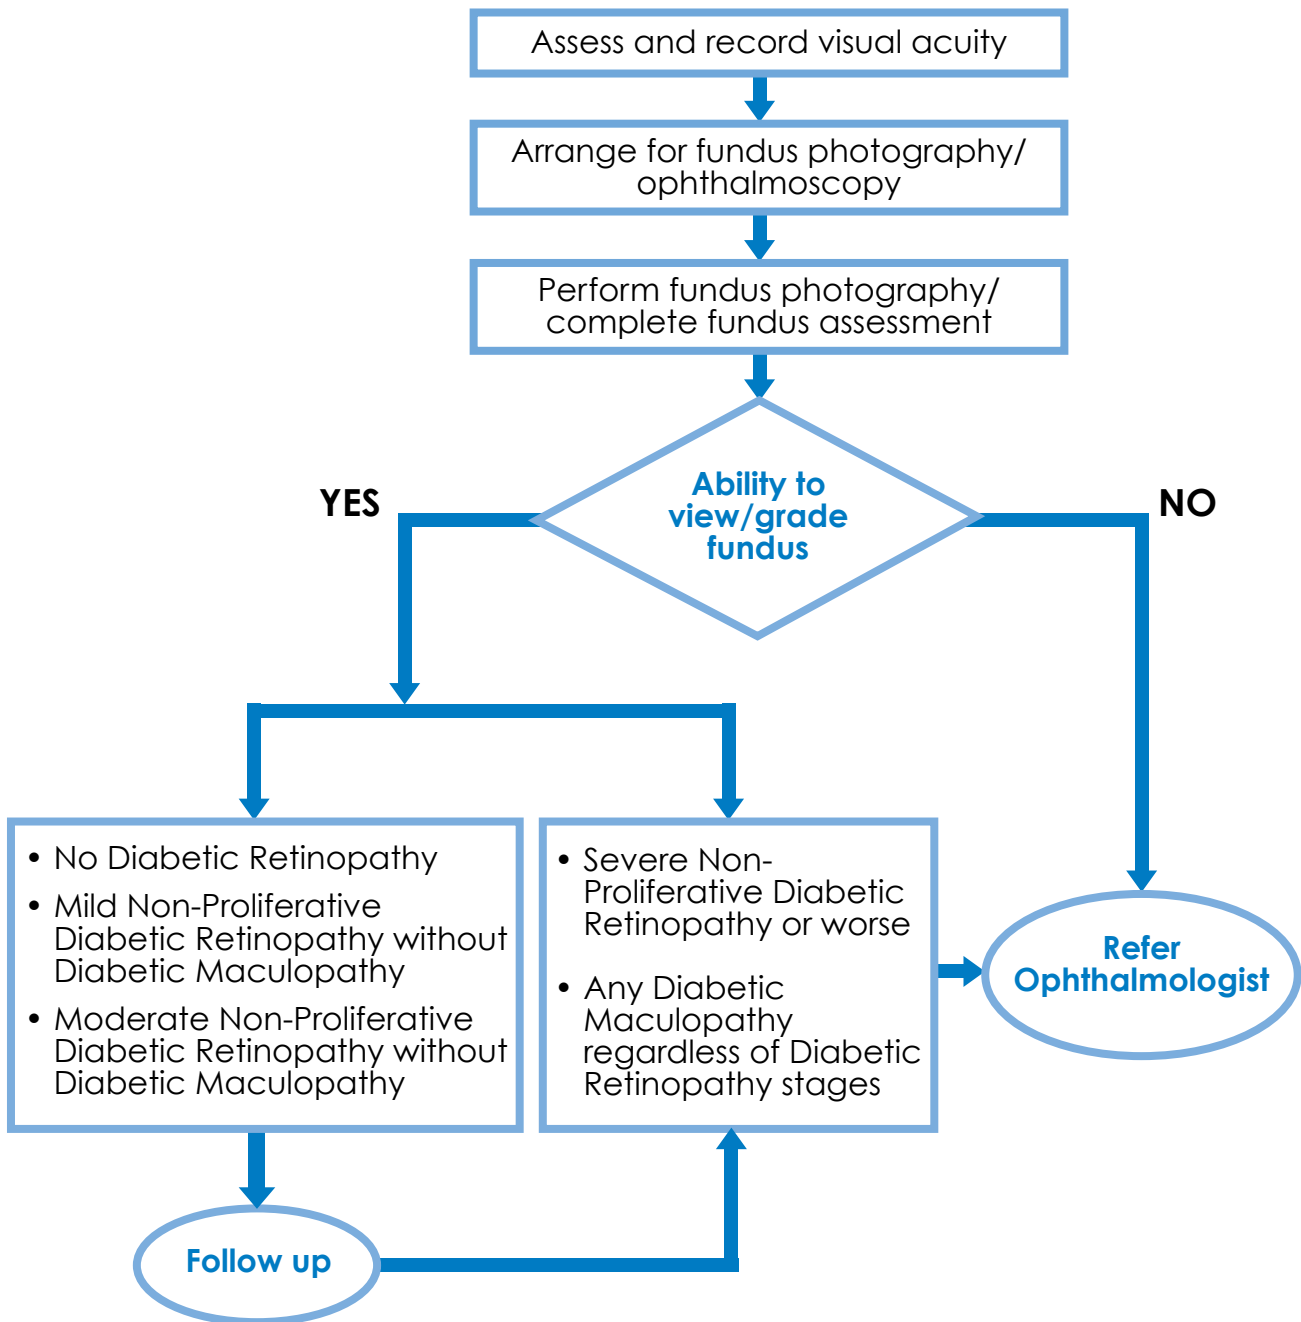 Assess and record visual acuity
Arrange for fundus photography/
ophthalmoscopy
Perform fundus photography/
complete fundus assessment
Ability to
view/grade
fundus
YES
NO
• No Diabetic Retinopathy
• Mild Non-Proliferative
Diabetic Retinopathy without
Diabetic Maculopathy
• Moderate Non-Proliferative
Diabetic Retinopathy without
Diabetic Maculopathy
• Severe Non-
Proliferative Diabetic
Retinopathy or worse
• Any Diabetic
Maculopathy
regardless of Diabetic
Retinopathy stages
Refer
Ophthalmologist
Follow up